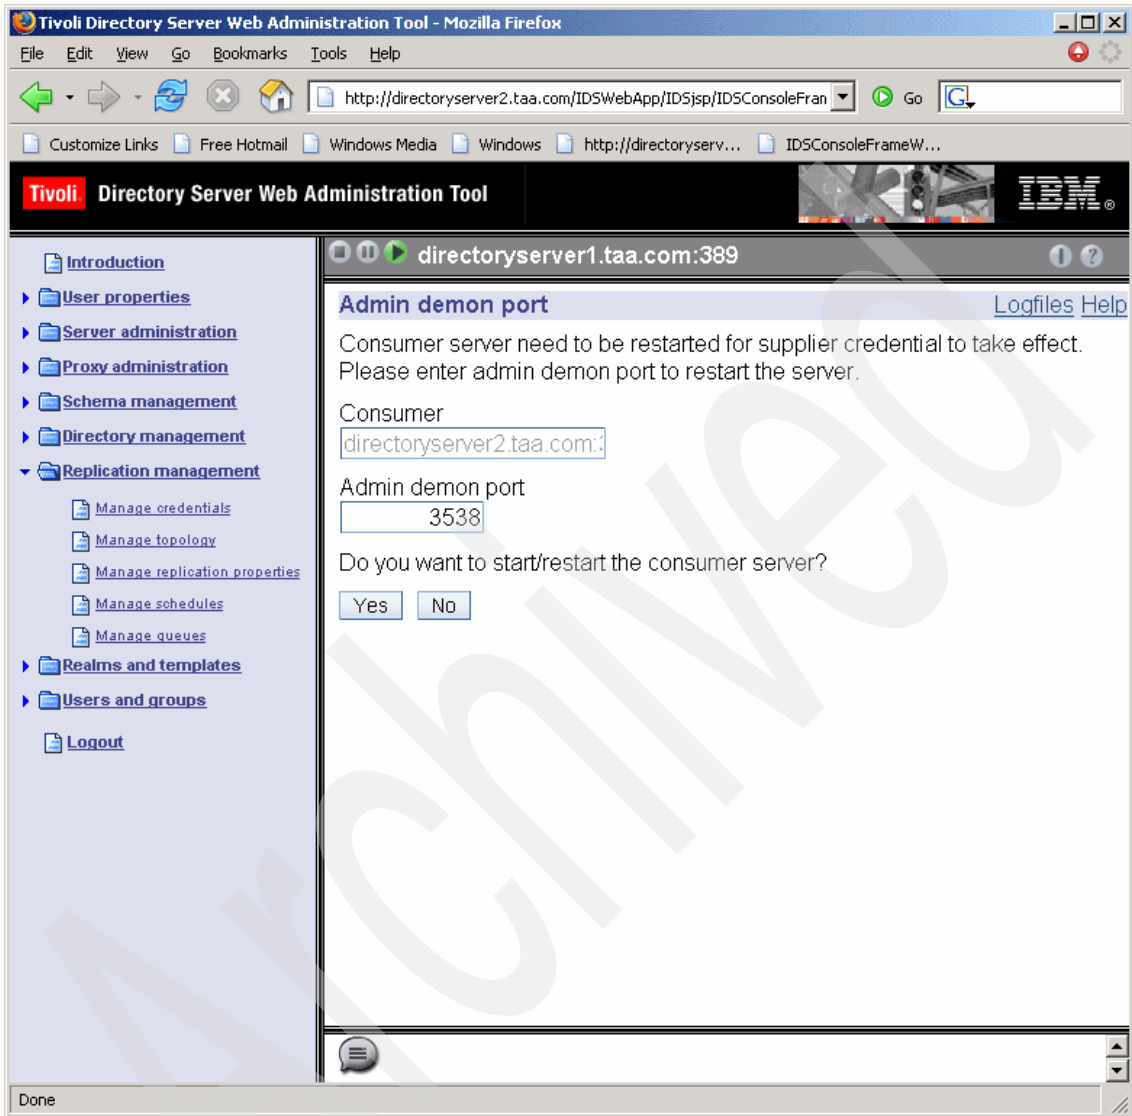 Tivoli Directory Server Web Administration Tool - Mozilla Firefox
File Edit View Go Bookmarks Tools Help
http://directoryserver2.taa.com/IDSWebApp/IDSjsp/IDSConsoleFran Go G
Customize Links Free Hotmail Windows Media Windows http://directoryserv... IDSConsoleFrameW...
Tivoli. Directory Server Web Administration Tool IBM®
directoryserver1.taa.com:389
Introduction
User properties
Server administration
Proxy administration
Schema management
Directory management
Replication management
Manage credentials
Manage topology
Manage replication properties
Manage schedules
Manage queues
Realms and templates
Users and groups
Logout
Admin demon port Logfiles Help
Consumer server need to be restarted for supplier credential to take effect.
Please enter admin demon port to restart the server.
Consumer
directoryserver2.taa.com:
Admin demon port
3538
Do you want to start/restart the consumer server?
Yes No
Done
Archived